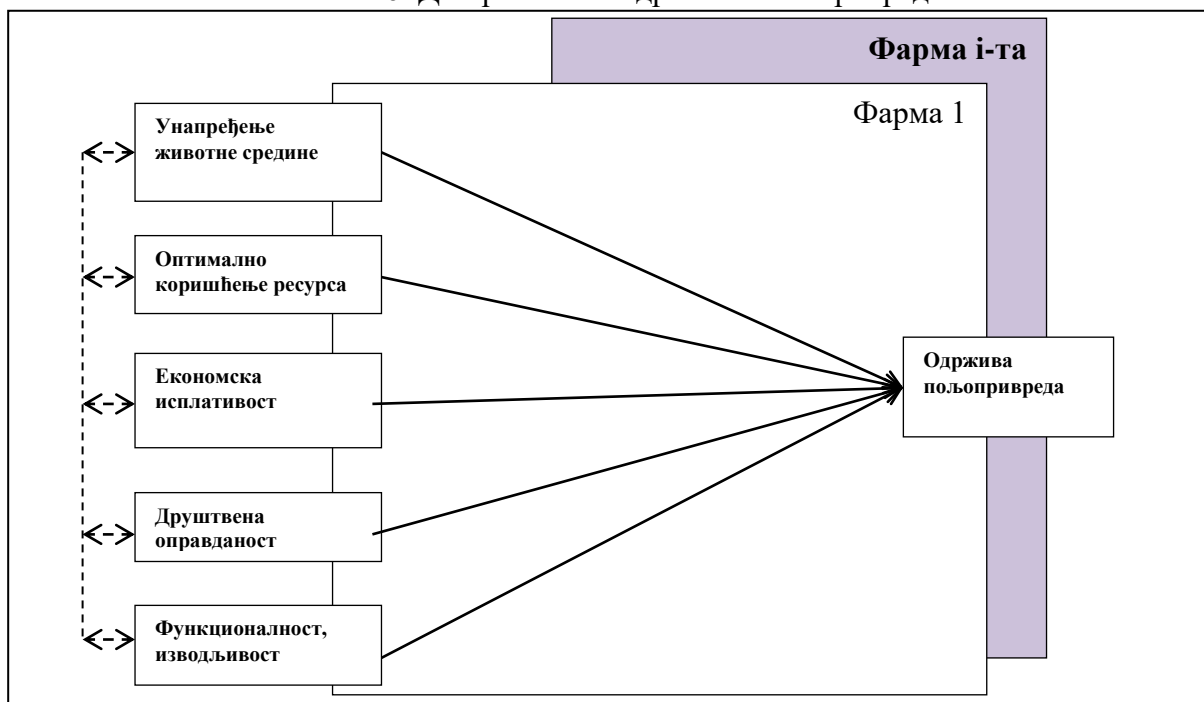 Фарма i-та
Фарма 1
Унапређење
животне средине
Оптимално
коришћење ресурса
Економска
исплативост
Одржива
пољопривреда
Друштвена
оправданост
Функционалност,
изводљивост